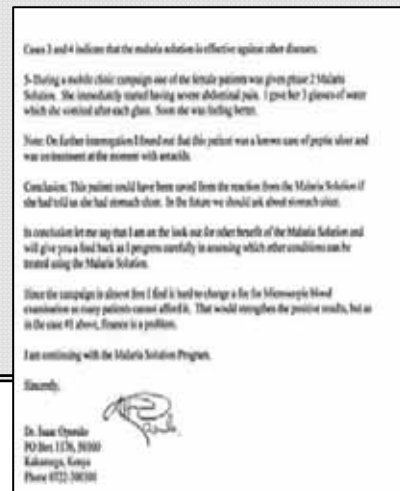 Cases 3 and 4 indicate that the malaria solution is effective against other diseases.
5- During a mobile clinic campaign one of the female patients was given phase 2 Malaria
Solution. She immediately started having severe abdominal pain. I gave her 3 glasses of water
which she vomited after each glass. Soon she was feeling better.
Note: On further interrogation I found out that this patient was a known case of peptic ulcer and
was on treatment at the moment with antacids.
Conclusion: This patient could have been saved from the reaction from the Malaria Solution if
she had told us she had stomach ulcer. In the future we should ask about stomach ulcer.
In conclusion let me say that I am on the look out for other benefit of the Malaria Solution and
will give you a feed back as I progress carefully in assessing which other conditions can be
treated using the Malaria Solution.
Since the campaign is almost free I find it hard to charge a fee for Microscopic blood
examination as many patients cannot afford it. That would strengthen the positive results, but as
in the case #1 above, finance is a problem.
I am continuing with the Malaria Solution Program.
Sincerely,
Dr. Isaac
PO Box 1176, 50100
Kakamega, Kenya
Phone 0722-300301